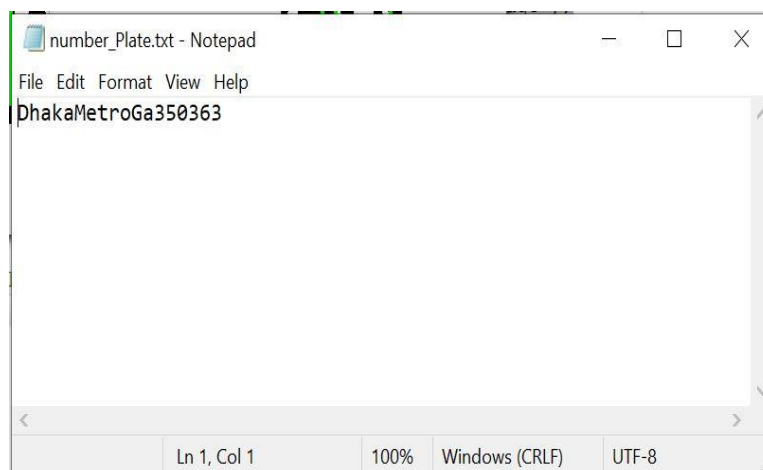 number_Plate.txt - Notepad
File Edit Format View Help
DhakaMetroGa350363
Ln 1, Col 1 100% Windows (CRLF) UTF-8